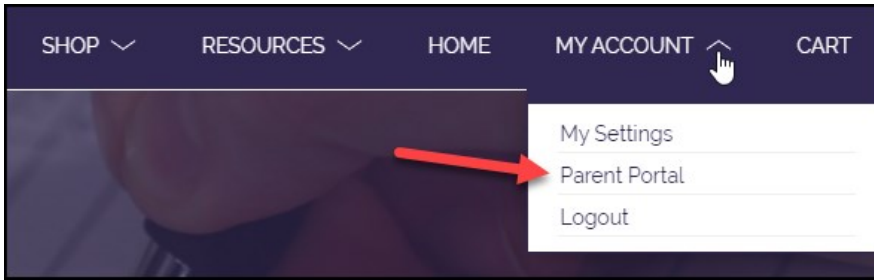 SHOP RESOURCES HOME MY ACCOUNT CART
My Settings
Parent Portal
Logout